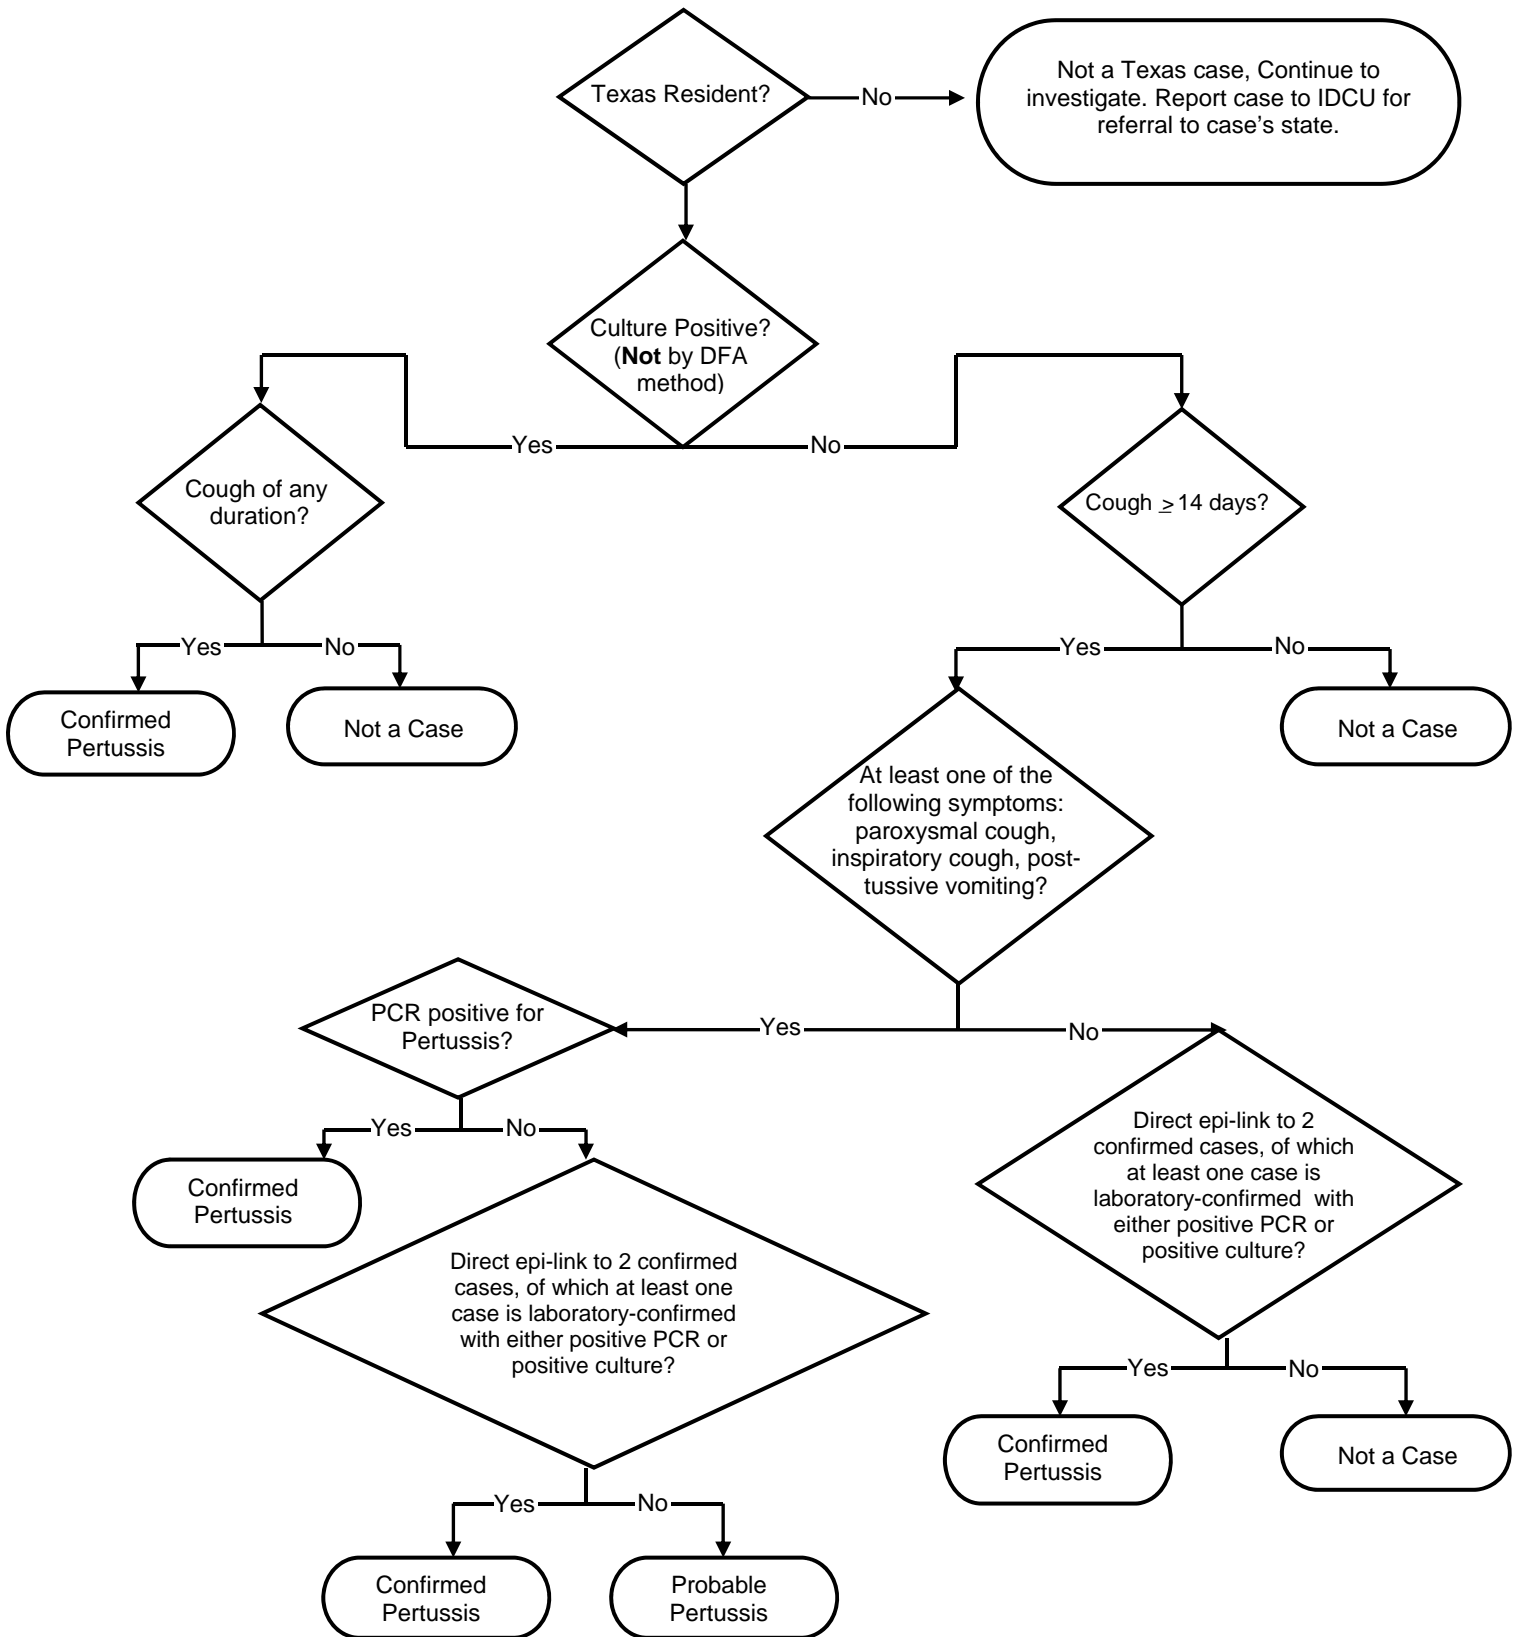 Texas Resident?
No
Not a Texas case, Continue to
investigate. Report case to IDCU for
referral to case's state.
Culture Positive?
(Not by DFA
method)
Yes
No
Cough of any
duration?
Cough ≥ 14 days?
Yes
No
Yes
No
Confirmed
Pertussis
Not a Case
Not a Case
At least one of the
following symptoms:
paroxysmal cough,
inspiratory cough, post-
tussive vomiting?
PCR positive for
Pertussis?
Yes
No
Yes
No
Direct epi-link to 2
confirmed cases, of which
at least one case is
laboratory-confirmed with
either positive PCR or
positive culture?
Confirmed
Pertussis
Direct epi-link to 2 confirmed
cases, of which at least one
case is laboratory-confirmed
with either positive PCR or
positive culture?
Yes
No
Confirmed
Pertussis
Not a Case
Yes
No
Confirmed
Pertussis
Probable
Pertussis